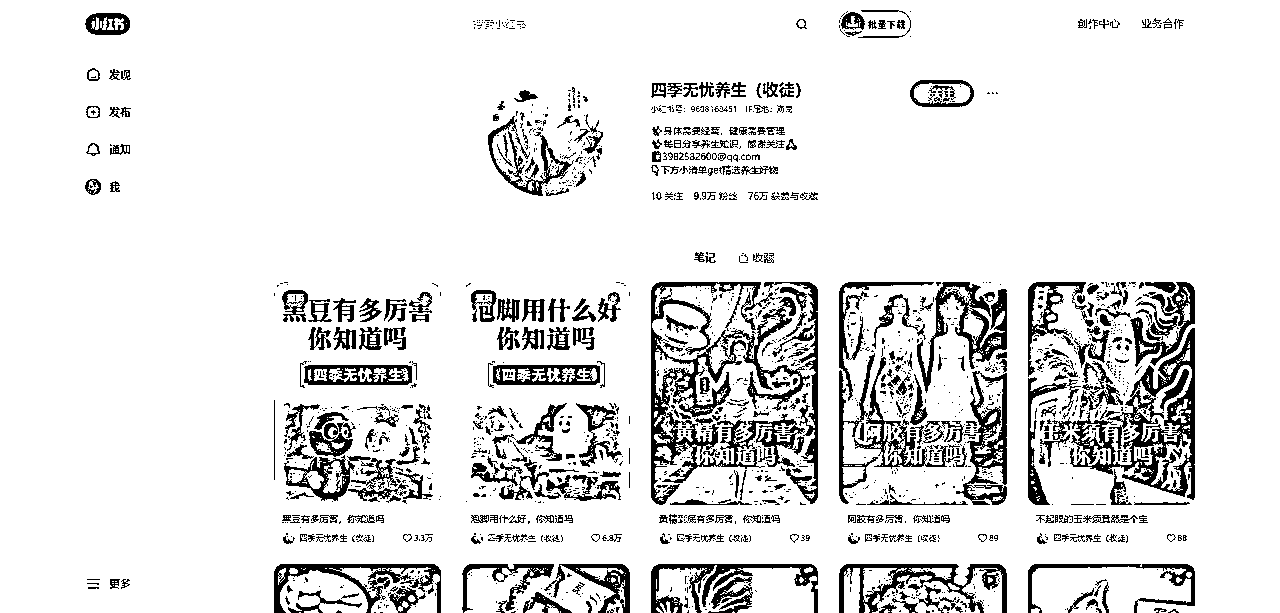 小红书
搜索小红书
批量下载
创作中心
业务合作
发现
发布
通知
我
四季无忧养生（收徒）
小红书号：9608168451 IP属地：海南
身体需要经营，健康需要管理
每日分享养生知识，感谢关注
3982582600@qq.com
下方小清单get精选养生好物
10 关注 9.9万 粉丝 76万 获赞与收藏
笔记
收藏
黑豆有多厉害
你知道吗
四季无忧养生
泡脚用什么好
你知道吗
四季无忧养生
黄精有多厉害
你知道吗
阿胶有多厉害
你知道吗
玉米须有多厉害
你知道吗
黑豆有多厉害，你知道吗
四季无忧养生（收徒）
3.3万
泡脚用什么好，你知道吗
四季无忧养生（收徒）
6.8万
黄精到底有多厉害，你知道吗
四季无忧养生（收徒）
39
阿胶有多厉害，你知道吗
四季无忧养生（收徒）
89
不起眼的玉米须竟然是个宝
四季无忧养生（收徒）
88
更多